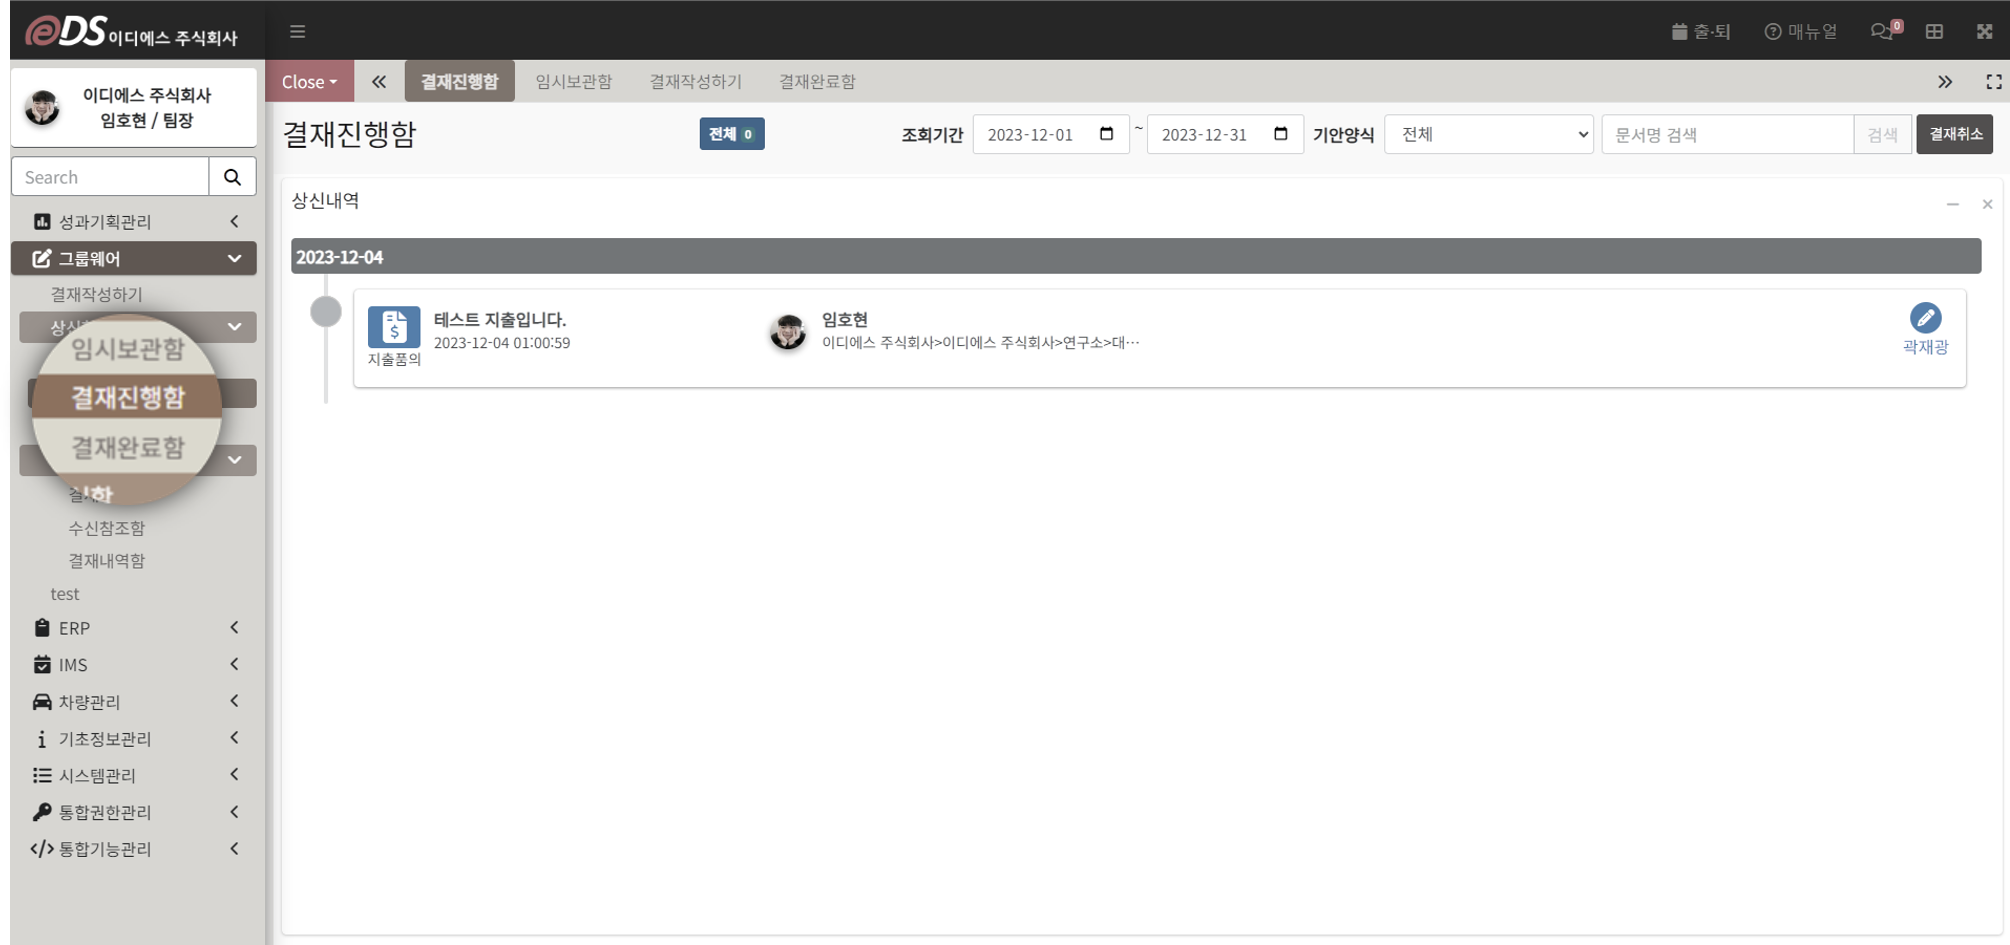 eDS 이디에스 주식회사
출·퇴
매뉴얼
0
이디에스 주식회사
임호현 / 팀장
Search
성과기획관리
그룹웨어
결재작성하기
임시보관함
결재진행함
결재완료함
수신참조함
결재내역함
test
ERP
IMS
차량관리
기초정보관리
시스템관리
통합권한관리
통합기능관리
Close
결재진행함
임시보관함
결재작성하기
결재완료함
결재진행함
전체 0
조회기간
2023-12-01
~
2023-12-31
기안양식
전체
문서명 검색
검색
결재취소
상신내역
2023-12-04
테스트 지출입니다.
2023-12-04 01:00:59
지출품의
임호현
이디에스 주식회사>이디에스 주식회사>연구소>대…
곽재광